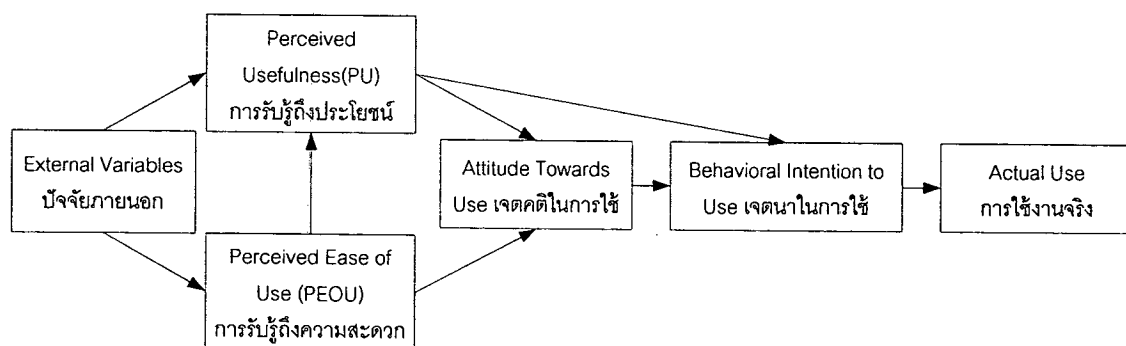 Perceived
Usefulness(PU)
การรับรู้ถึงประโยชน์
External Variables
ปัจจัยภายนอก
Perceived Ease of
Use (PEOU)
การรับรู้ถึงความสะดวก
Attitude Towards
Use เจตคติในการใช้
Behavioral Intention to
Use เจตนาในการใช้
Actual Use
การใช้งานจริง